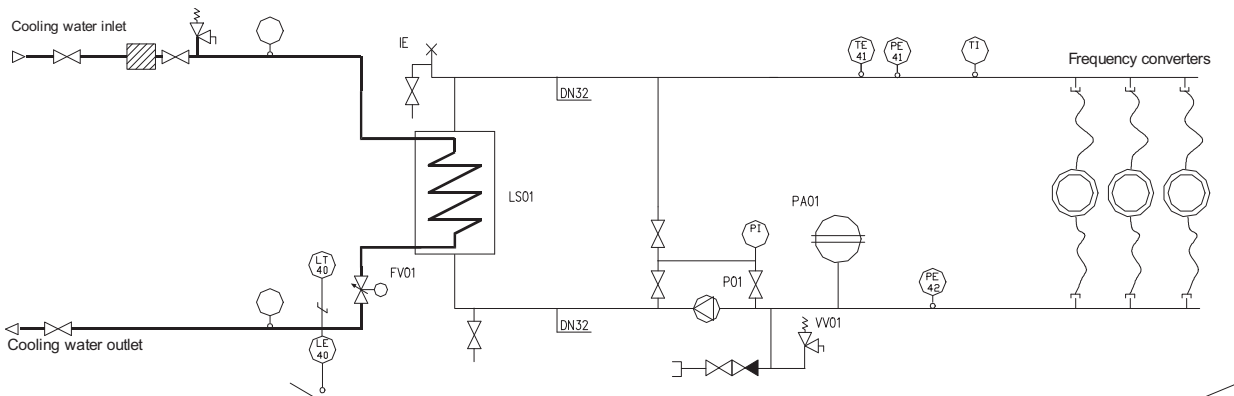 Cooling water inlet
IE
TE
41
PE
41
TI
Frequency converters
DN32
LS01
PA01
PI
LT
40
FV01
P01
PE
42
DN32
VV01
Cooling water outlet
LE
40